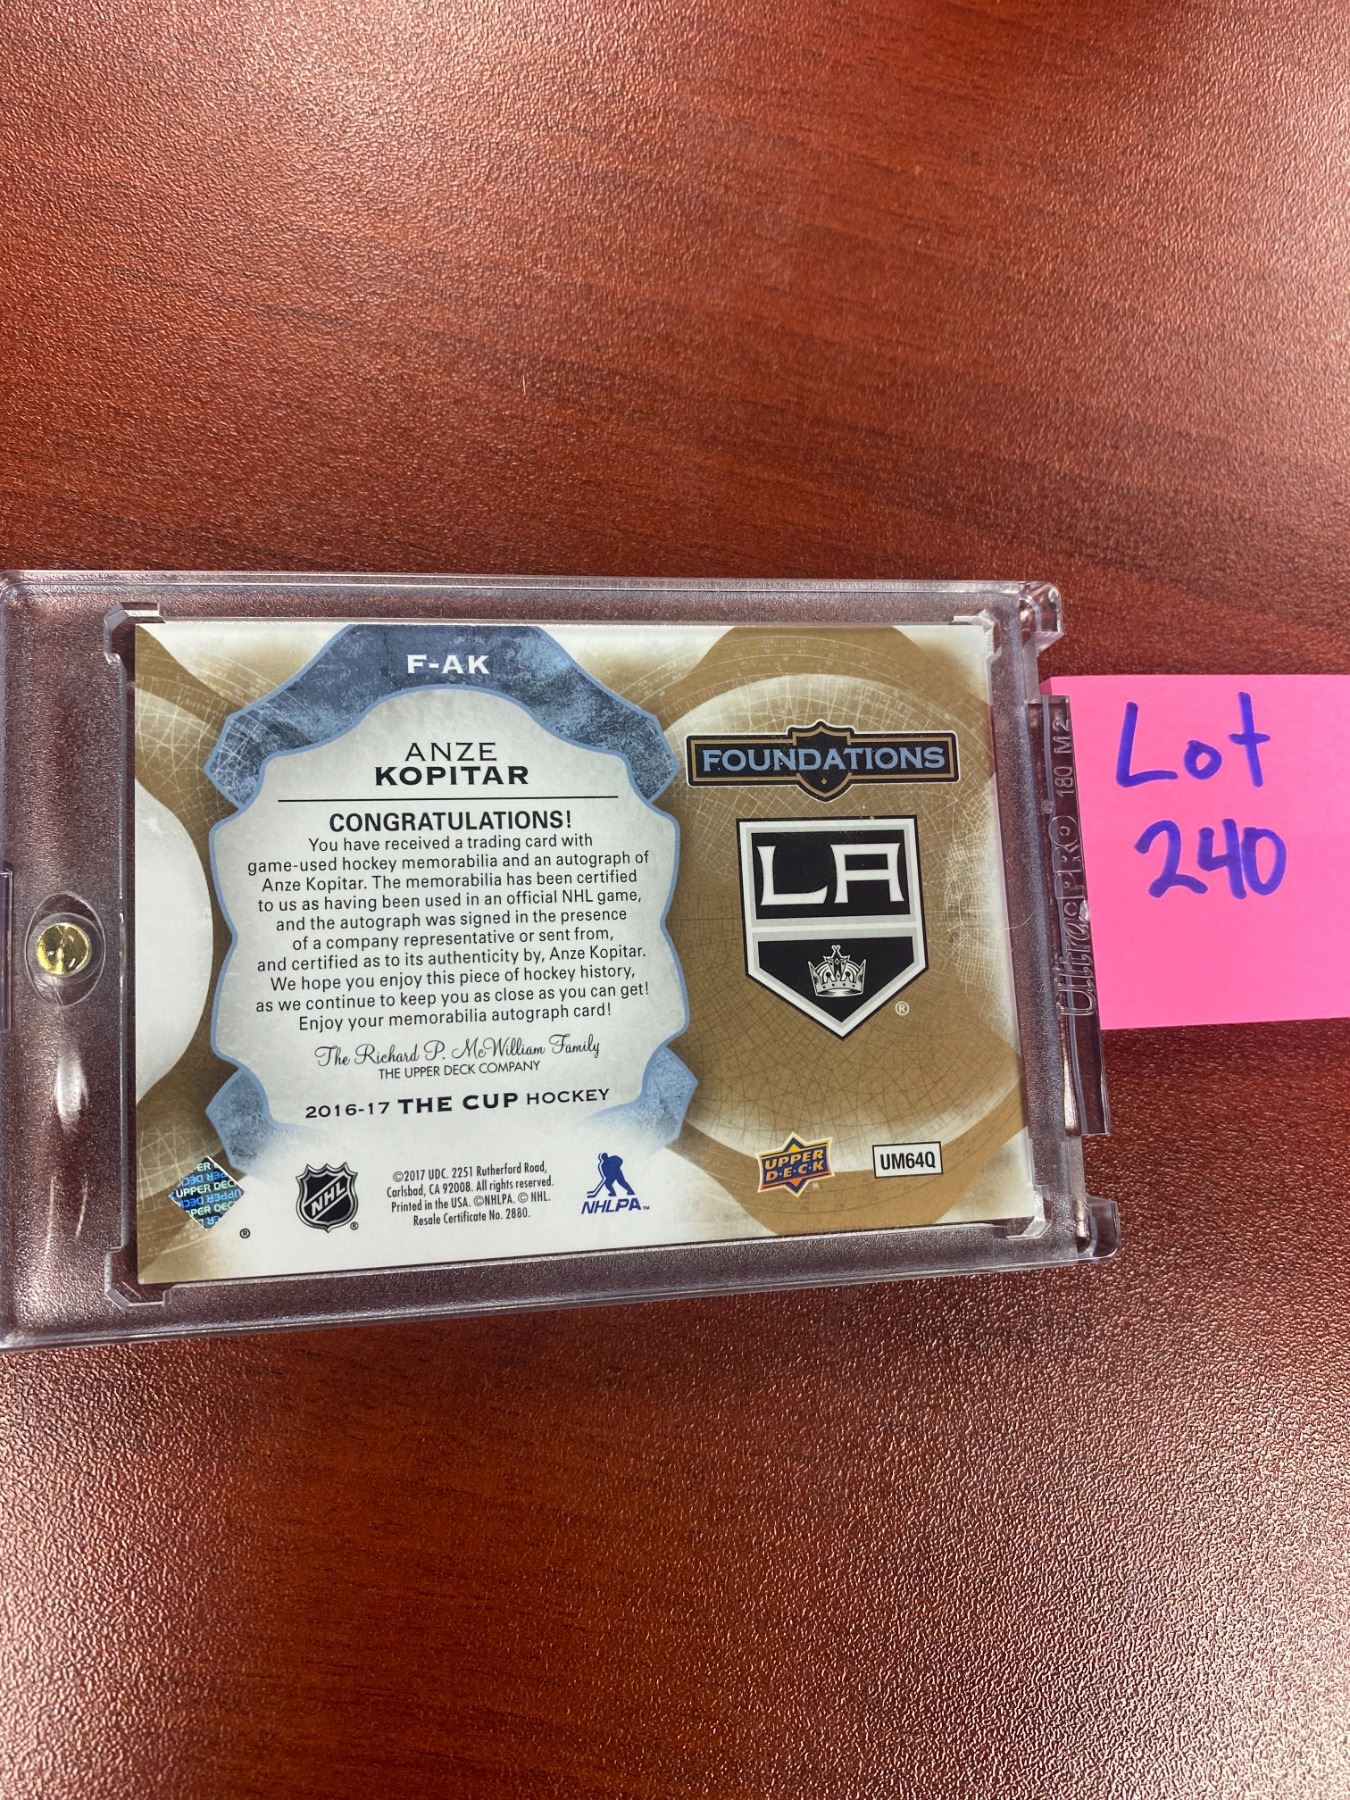 F-AK
ANZE
KOPITAR
CONGRATULATIONS!
You have received a trading card with
game-used hockey memorabilia and an autograph of
Anze Kopitar. The memorabilia has been certified
to us as having been used in an official NHL game,
and the autograph was signed in the presence
of a company representative or sent from,
and certified as to its authenticity by, Anze Kopitar.
We hope you enjoy this piece of hockey history,
as we continue to keep you as close as you can get!
Enjoy your memorabilia autograph card!
The Richard P. McWilliam Family
THE UPPER DECK COMPANY
2016-17 THE CUP HOCKEY
UPPER DECK
®
NHL
®
©2017 UDC. 2251 Rutherford Road,
Carlsbad, CA 92008. All rights reserved.
Printed in the USA. ©NHLPA. © NHL.
Resale Certificate No. 2880.
NHLPA™
FOUNDATIONS
LA
®
UPPER
D·E·C·K
®
UM64Q
Ultra PRO® 180 M2
Lot
240